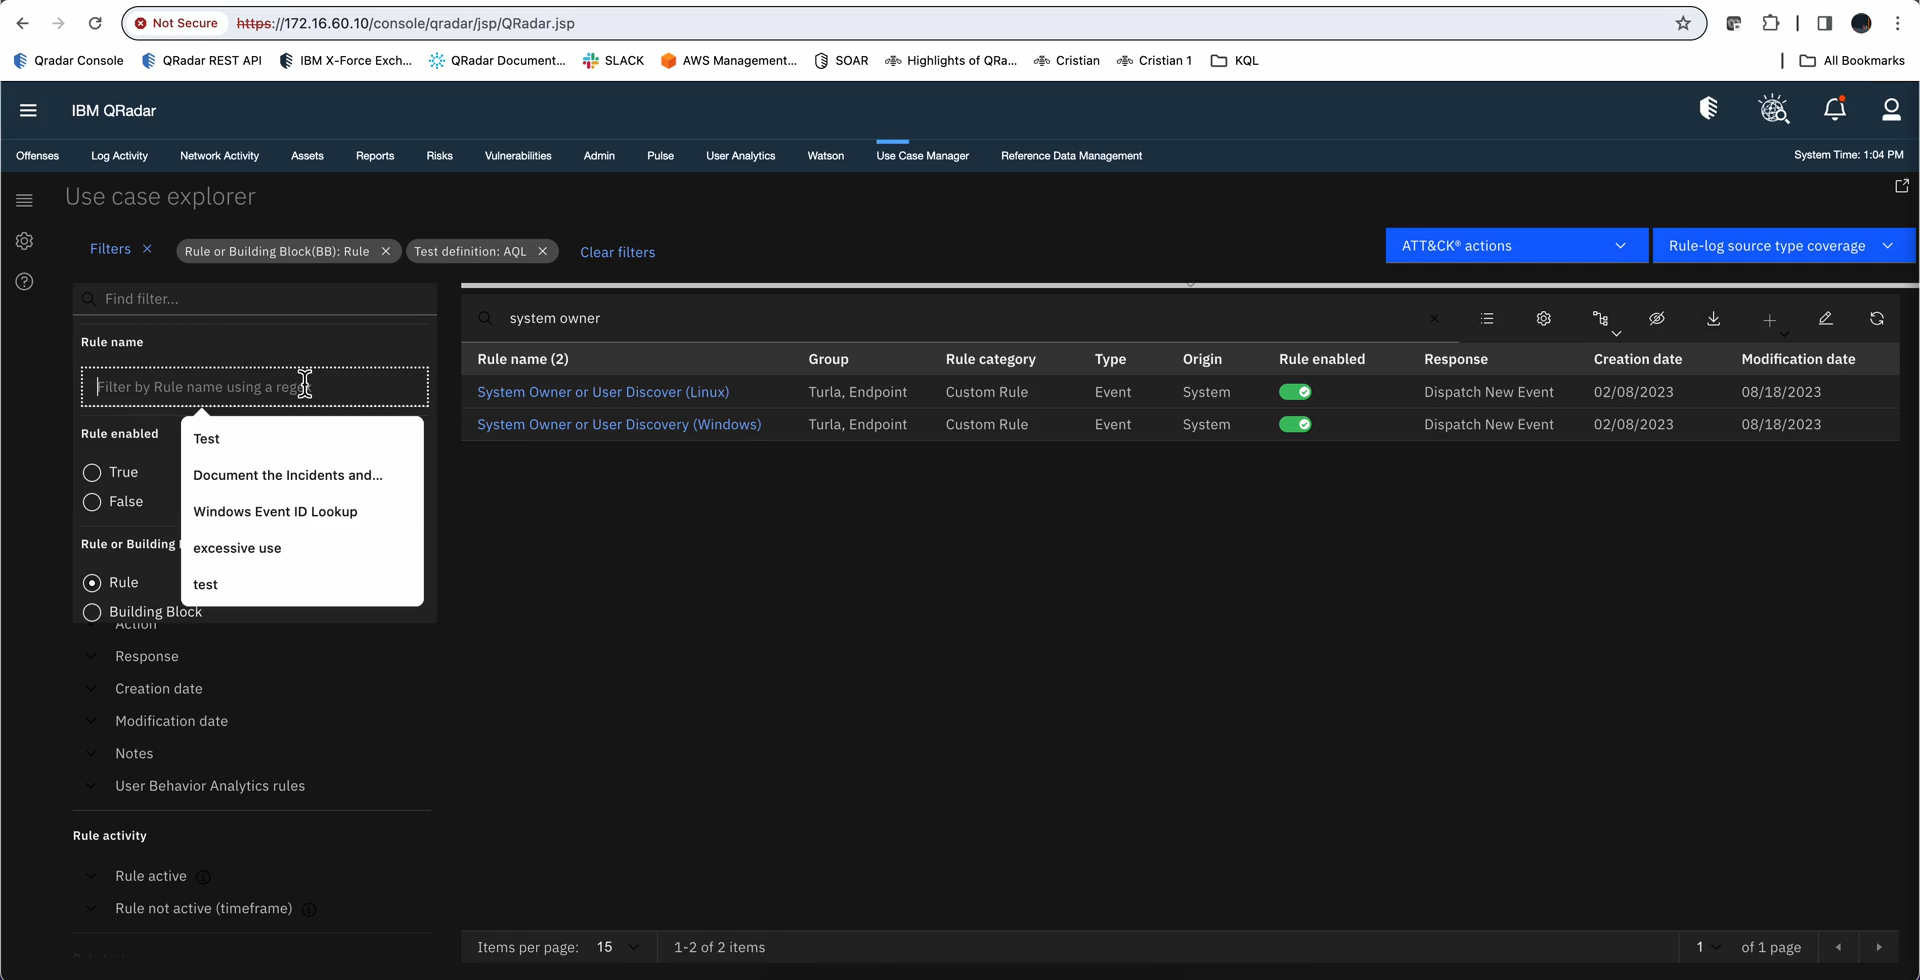 Not Secure https://172.16.60.10/console/qradar/jsp/QRadar.jsp
Qradar Console QRadar REST API IBM X-Force Exch... QRadar Document... SLACK AWS Management... SOAR Highlights of QRa... Cristian Cristian 1 KQL All Bookmarks
IBM QRadar
Offenses Log Activity Network Activity Assets Reports Risks Vulnerabilities Admin Pulse User Analytics Watson Use Case Manager Reference Data Management System Time: 1:04 PM
Use case explorer
Filters Rule or Building Block(BB): Rule Test definition: AQL Clear filters ATT&CK® actions Rule-log source type coverage
Find filter...
system owner
Rule name
Rule name (2) Group Rule category Type Origin Rule enabled Response Creation date Modification date
Filter by Rule name using a regex
System Owner or User Discover (Linux) Turla, Endpoint Custom Rule Event System Dispatch New Event 02/08/2023 08/18/2023
System Owner or User Discovery (Windows) Turla, Endpoint Custom Rule Event System Dispatch New Event 02/08/2023 08/18/2023
Rule enabled
Test
True
Document the Incidents and...
False
Windows Event ID Lookup
Rule or Building
excessive use
Rule
test
Building Block
Action
Response
Creation date
Modification date
Notes
User Behavior Analytics rules
Rule activity
Rule active
Rule not active (timeframe)
Items per page: 15 1-2 of 2 items 1 of 1 page